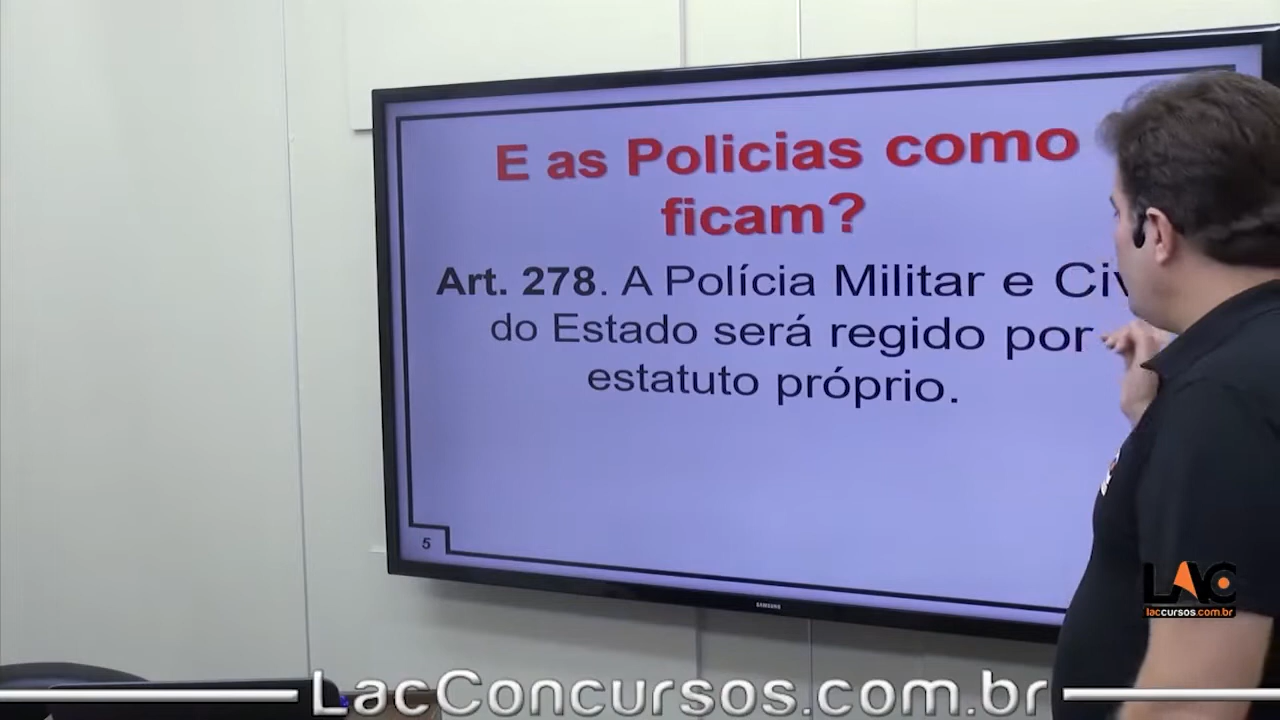 E as Policias como
ficam?
Art. 278. A Polícia Militar e
do Estado será regido por
estatuto próprio.
5
SAMSUNG
LAC
laccursos.com.br
LacConcursos.com.br